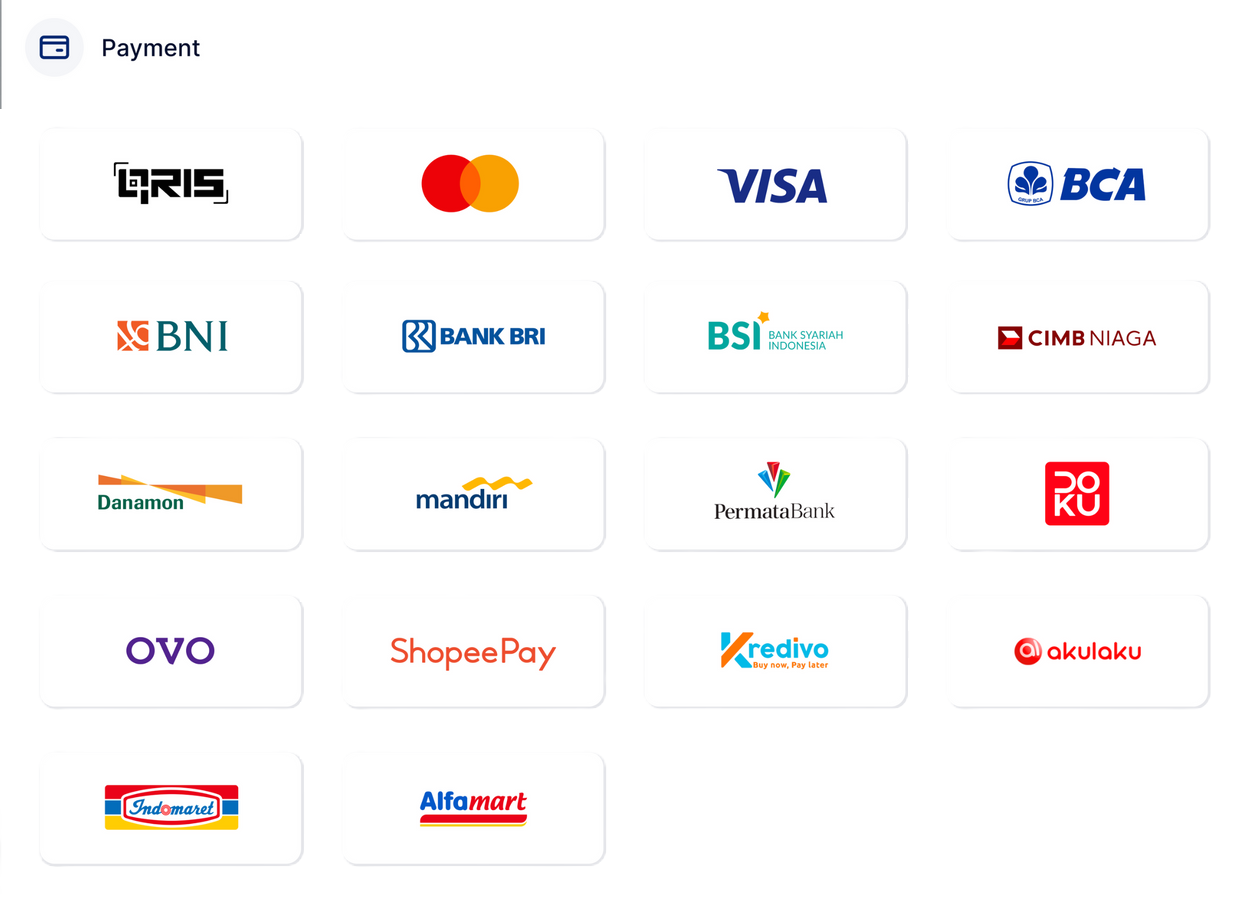 Payment
QRIS
VISA
GRUP BCA
BCA
BNI
BANK BRI
BSI
BANK SYARIAH
INDONESIA
CIMB NIAGA
Danamon
mandiri
PermataBank
DOKU
OVO
ShopeePay
Kredivo
Buy now, Pay later
akulaku
Indomaret
Alfamart